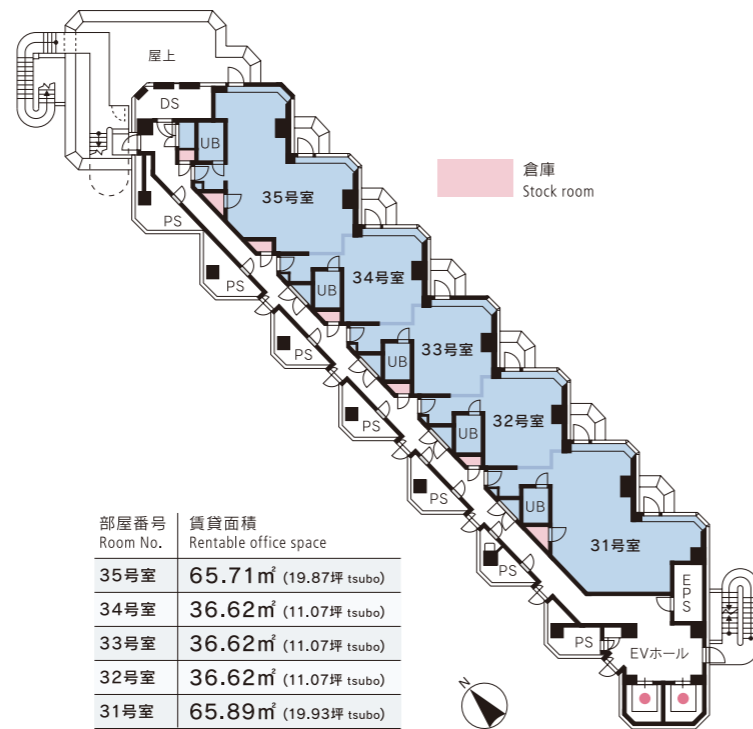 屋上
DS
UB
35号室
倉庫
Stock room
PS
34号室
UB
PS
33号室
UB
PS
32号室
UB
PS
31号室
UB
PS
EPS
PS
PS
EVホール
N
部屋番号 賃貸面積
Room No. Rentable office space
35号室 65.71㎡ (19.87坪 tsubo)
34号室 36.62㎡ (11.07坪 tsubo)
33号室 36.62㎡ (11.07坪 tsubo)
32号室 36.62㎡ (11.07坪 tsubo)
31号室 65.89㎡ (19.93坪 tsubo)